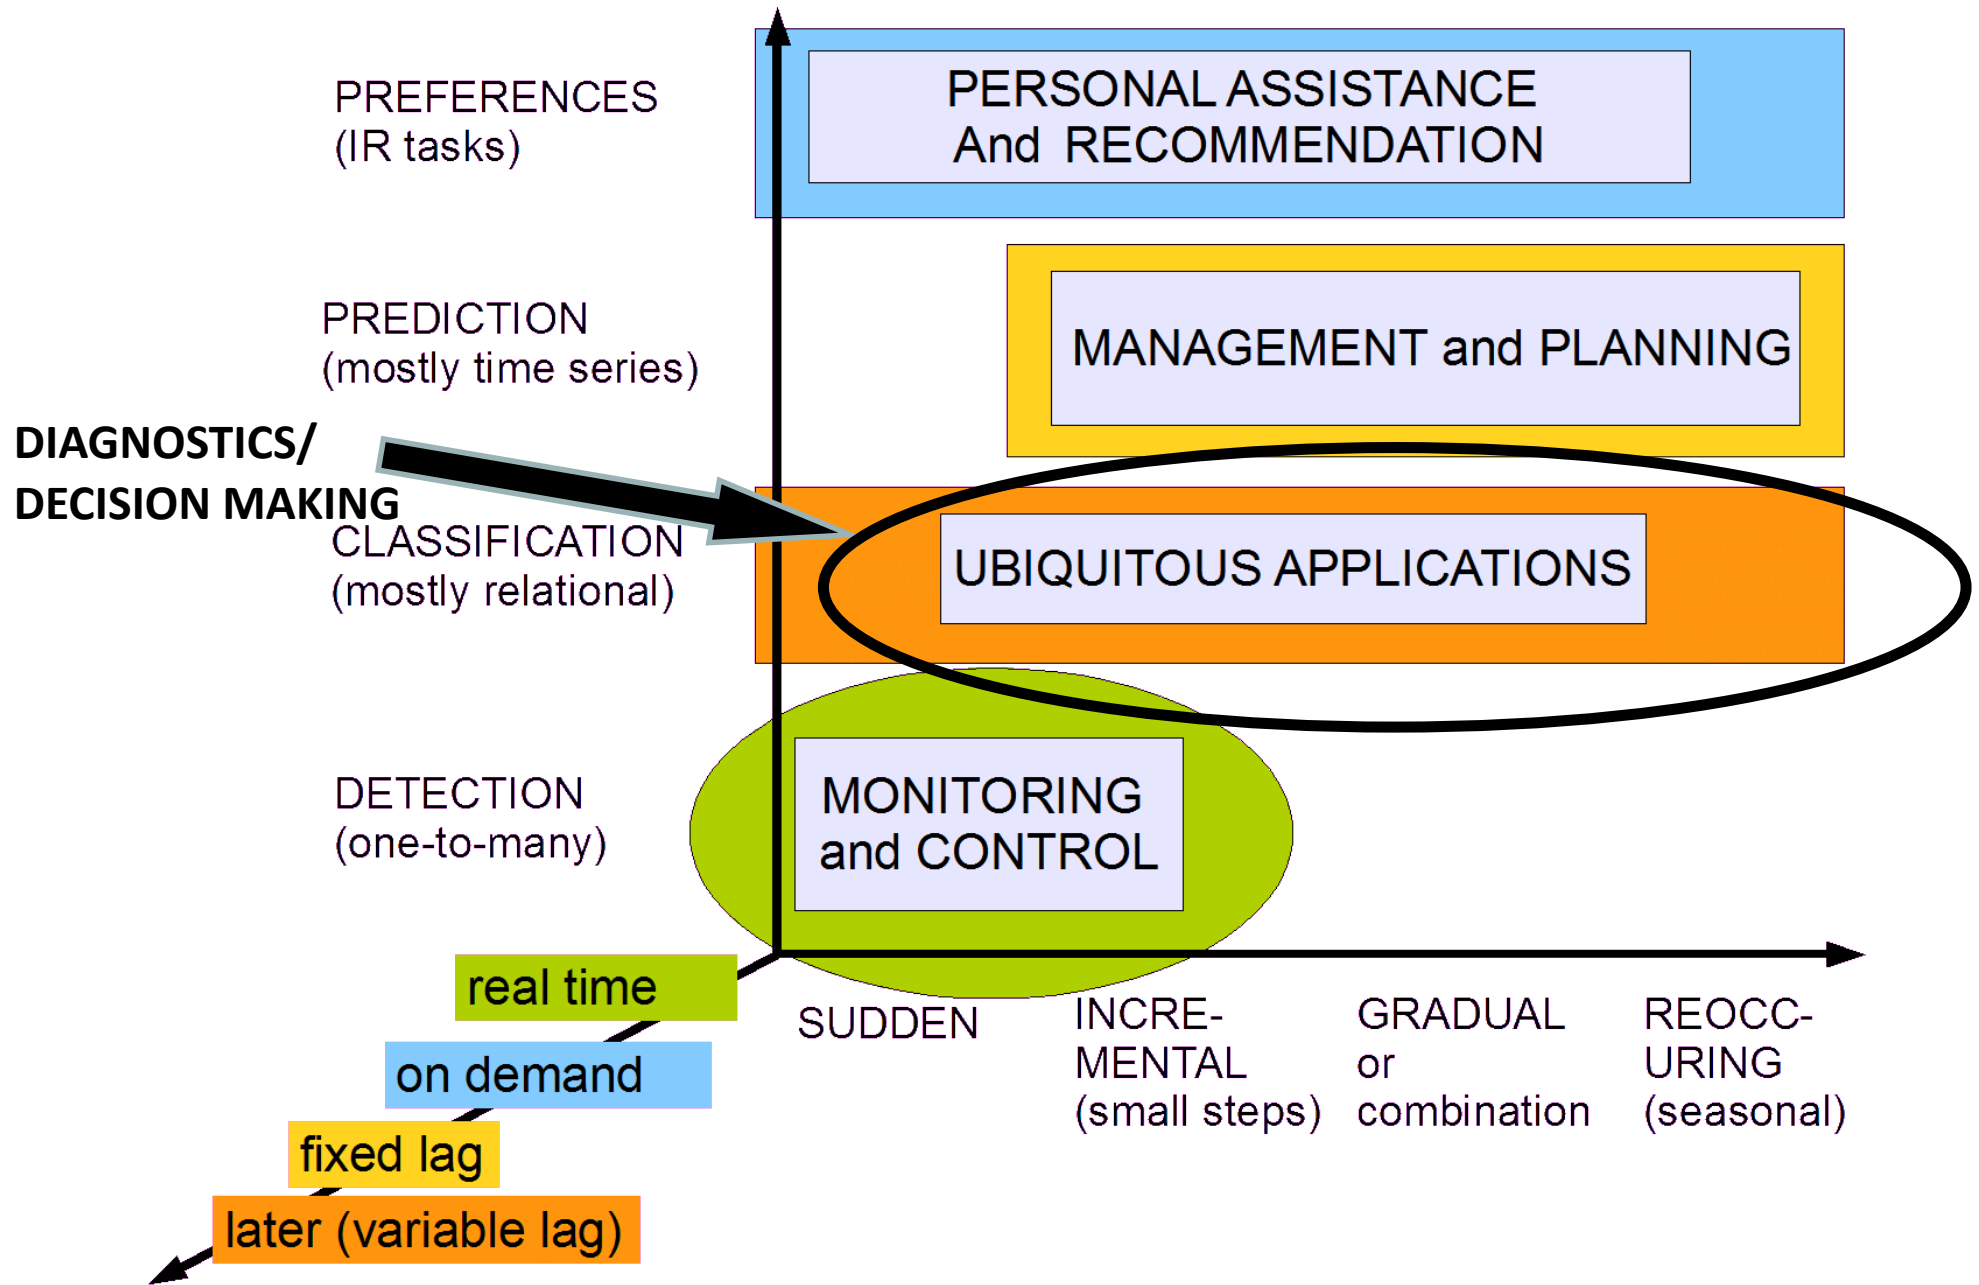 PREFERENCES
(IR tasks)
PERSONAL ASSISTANCE
And RECOMMENDATION
PREDICTION
(mostly time series)
MANAGEMENT and PLANNING
DIAGNOSTICS/
DECISION MAKING
CLASSIFICATION
(mostly relational)
UBIQUITOUS APPLICATIONS
DETECTION
(one-to-many)
MONITORING
and CONTROL
real time
on demand
fixed lag
later (variable lag)
SUDDEN
INCRE-
MENTAL
(small steps)
GRADUAL
or
combination
REOCC-
URING
(seasonal)